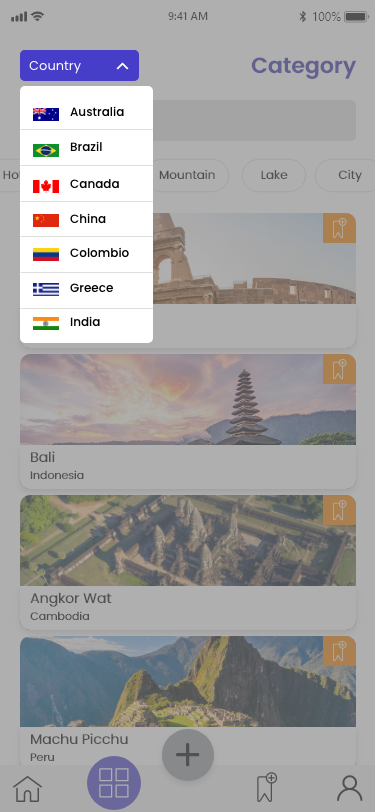 9:41 AM
100%
Country
Category
Australia
Brazil
Canada
China
Colombio
Greece
India
Ho
Mountain
Lake
City
Bali
Indonesia
Angkor Wat
Cambodia
Machu Picchu
Peru